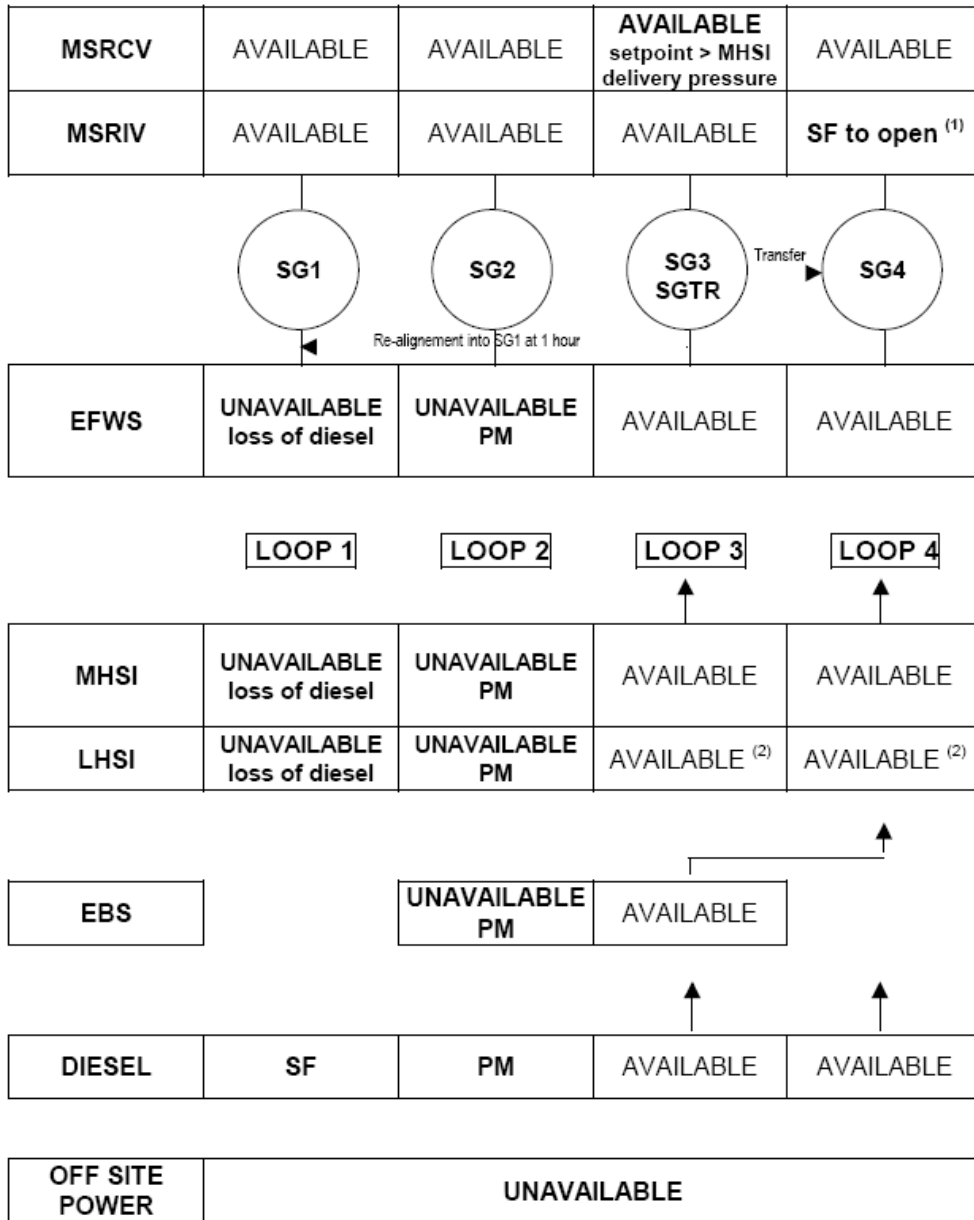 MSRCV AVAILABLE AVAILABLE AVAILABLE setpoint > MHSI delivery pressure AVAILABLE
MSRIV AVAILABLE AVAILABLE AVAILABLE SF to open (1)
SG1 SG2 SG3 SGTR Transfer SG4
Re-alignement into SG1 at 1 hour
EFWS UNAVAILABLE loss of diesel UNAVAILABLE PM AVAILABLE AVAILABLE
LOOP 1 LOOP 2 LOOP 3 LOOP 4
MHSI UNAVAILABLE loss of diesel UNAVAILABLE PM AVAILABLE AVAILABLE
LHSI UNAVAILABLE loss of diesel UNAVAILABLE PM AVAILABLE (2) AVAILABLE (2)
EBS UNAVAILABLE PM AVAILABLE
DIESEL SF PM AVAILABLE AVAILABLE
OFF SITE POWER UNAVAILABLE